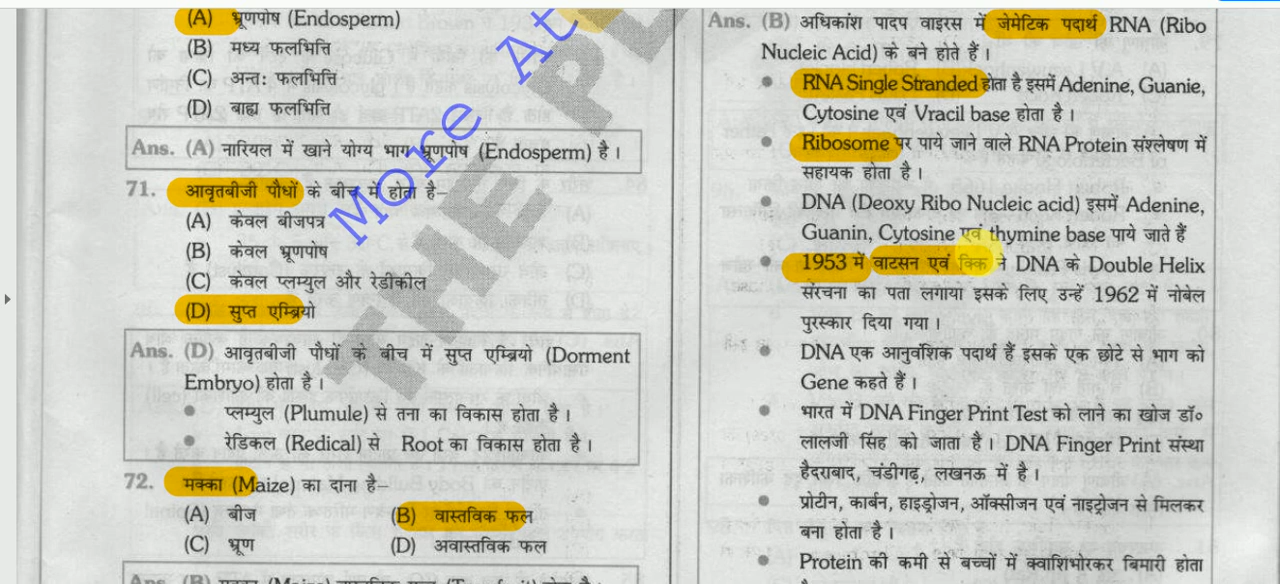 (A) भ्रूणपोष (Endosperm)
(B) मध्य फलभित्ति
(C) अन्तः फलभित्ति
(D) बाह्य फलभित्ति
Ans. (A) नारियल में खाने योग्य भाग भ्रूणपोष (Endosperm) है।
71. आवृतबीजी पौधों के बीच में होता है–
(A) केवल बीजपत्र
(B) केवल भ्रूणपोष
(C) केवल प्लम्युल और रेडीकील
(D) सुप्त एम्ब्रियो
Ans. (D) आवृतबीजी पौधों के बीच में सुप्त एम्ब्रियो (Dorment
Embryo) होता है।
• प्लम्युल (Plumule) से तना का विकास होता है।
• रेडिकल (Redical) से Root का विकास होता है।
72. मक्का (Maize) का दाना है–
(A) बीज (B) वास्तविक फल
(C) भ्रूण (D) अवास्तविक फल
More At
THE
Ans. (B) अधिकांश पादप वाइरस में जेमेटिक पदार्थ RNA (Ribo
Nucleic Acid) के बने होते हैं।
• RNA Single Stranded होता है इसमें Adenine, Guanie,
Cytosine एवं Vracil base होता है।
• Ribosome पर पाये जाने वाले RNA Protein संश्लेषण में
सहायक होता है।
• DNA (Deoxy Ribo Nucleic acid) इसमें Adenine,
Guanin, Cytosine एवं thymine base पाये जाते हैं
• 1953 में वाटसन एवं क्रिक ने DNA के Double Helix
संरचना का पता लगाया इसके लिए उन्हें 1962 में नोबेल
पुरस्कार दिया गया।
• DNA एक आनुवंशिक पदार्थ हैं इसके एक छोटे से भाग को
Gene कहते हैं।
• भारत में DNA Finger Print Test को लाने का खोज डॉ०
लालजी सिंह को जाता है। DNA Finger Print संस्था
हैदराबाद, चंडीगढ़, लखनऊ में है।
• प्रोटीन, कार्बन, हाइड्रोजन, ऑक्सीजन एवं नाइट्रोजन से मिलकर
बना होता है।
• Protein की कमी से बच्चों में क्वाशिभोरकर बिमारी होता